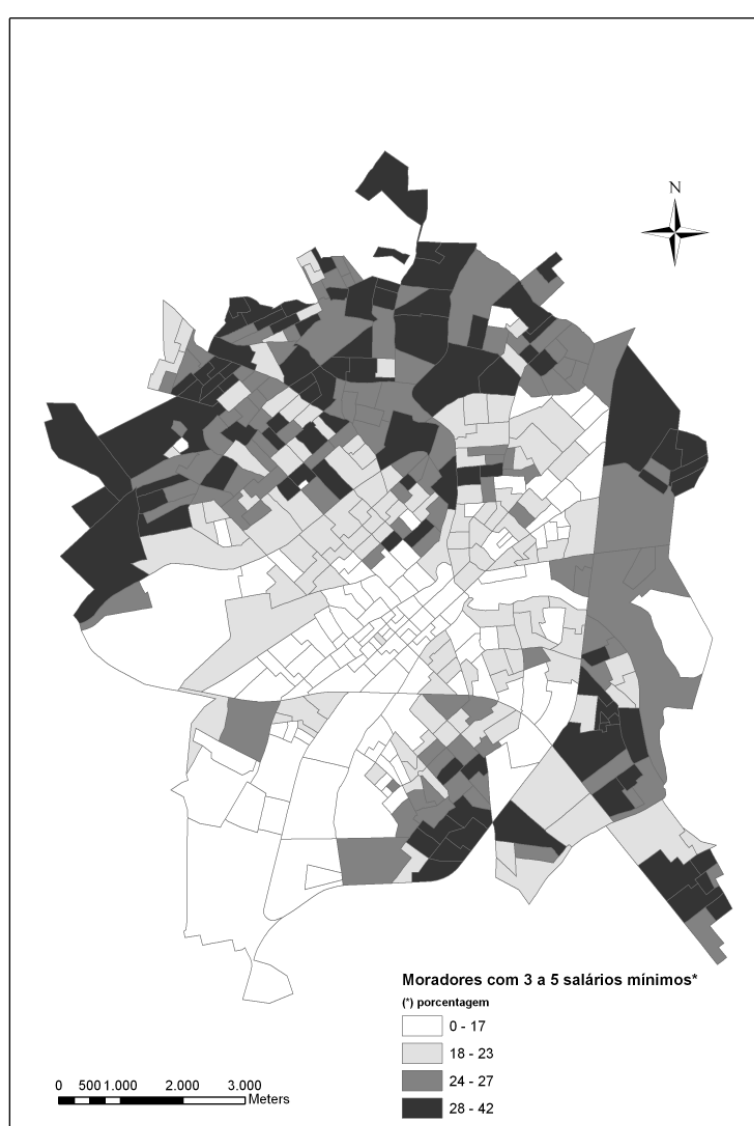 N
Moradores com 3 a 5 salários mínimos*
(*) porcentagem
0 - 17
18 - 23
24 - 27
28 - 42
0 500 1.000 2.000 3.000
Meters